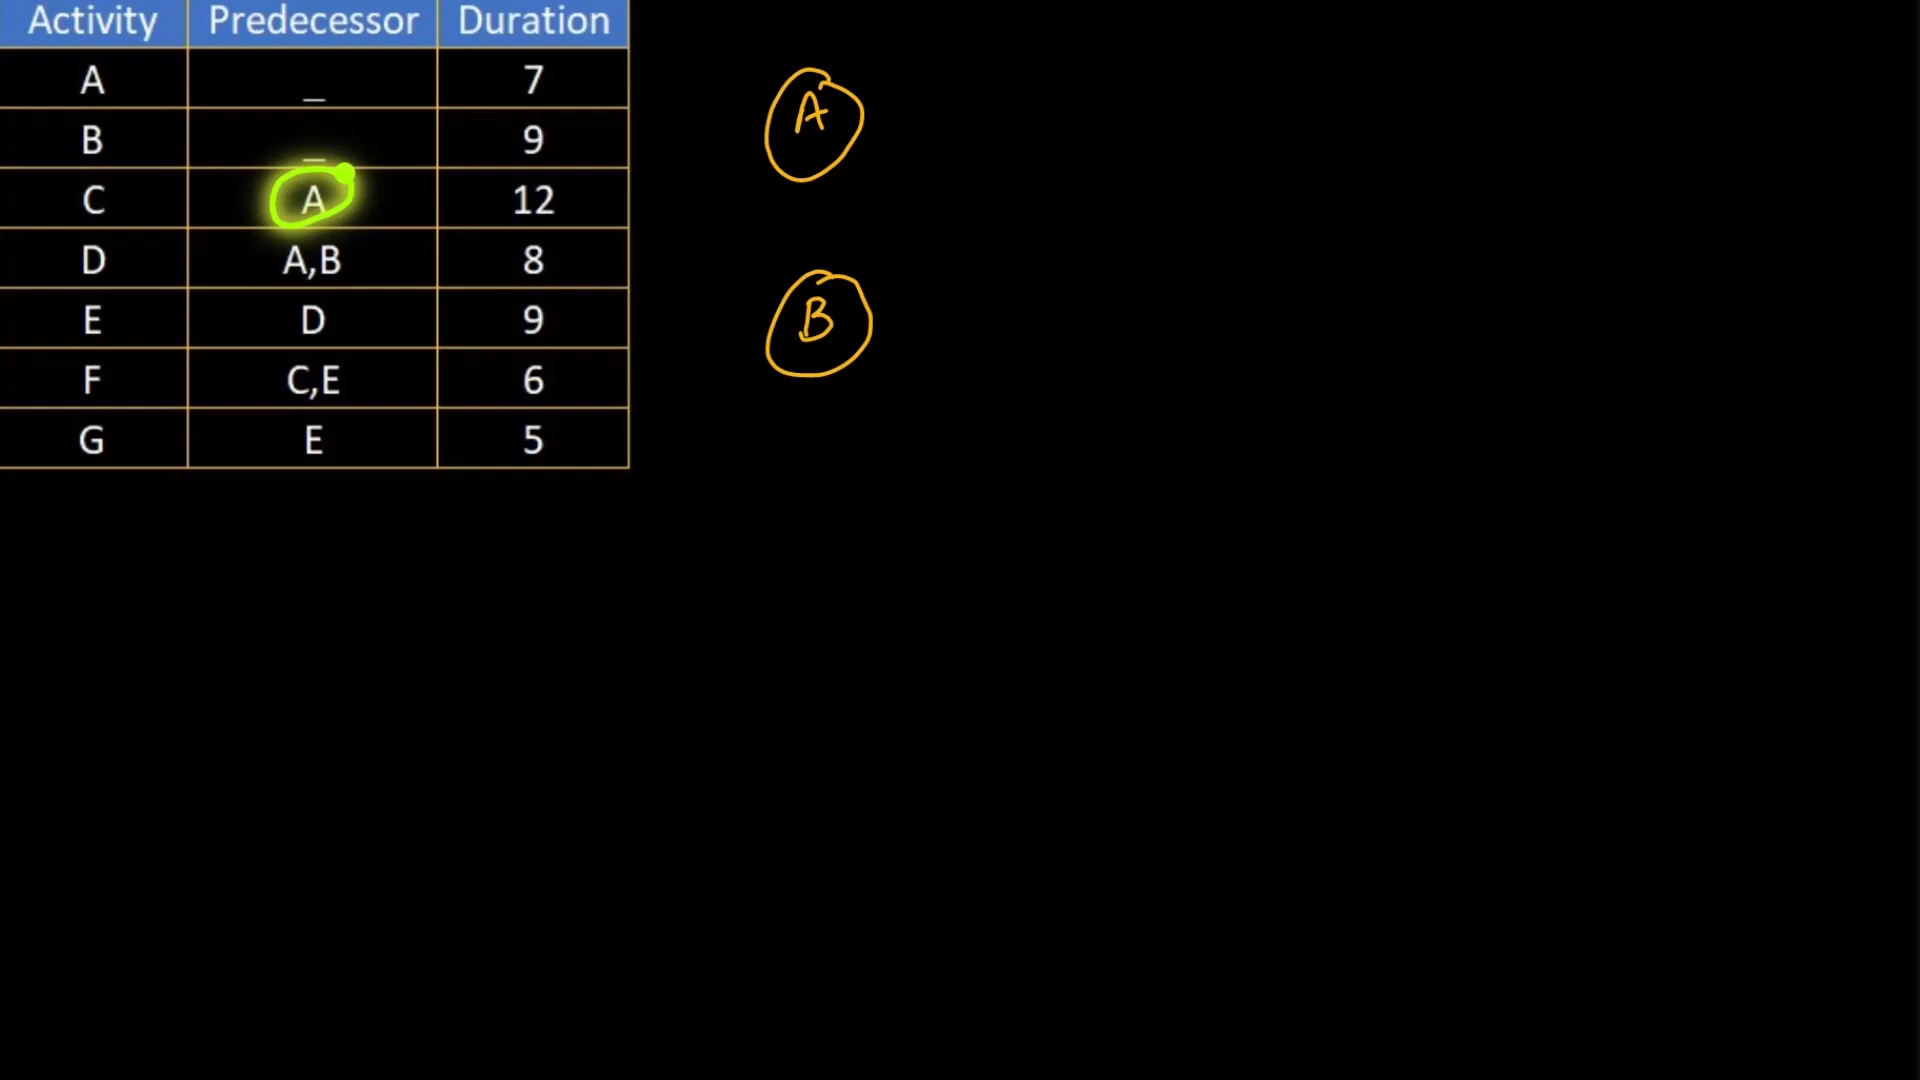 Activity Predecessor Duration
A _ 7
B _ 9
C A 12
D A,B 8
E D 9
F C,E 6
G E 5
A
B